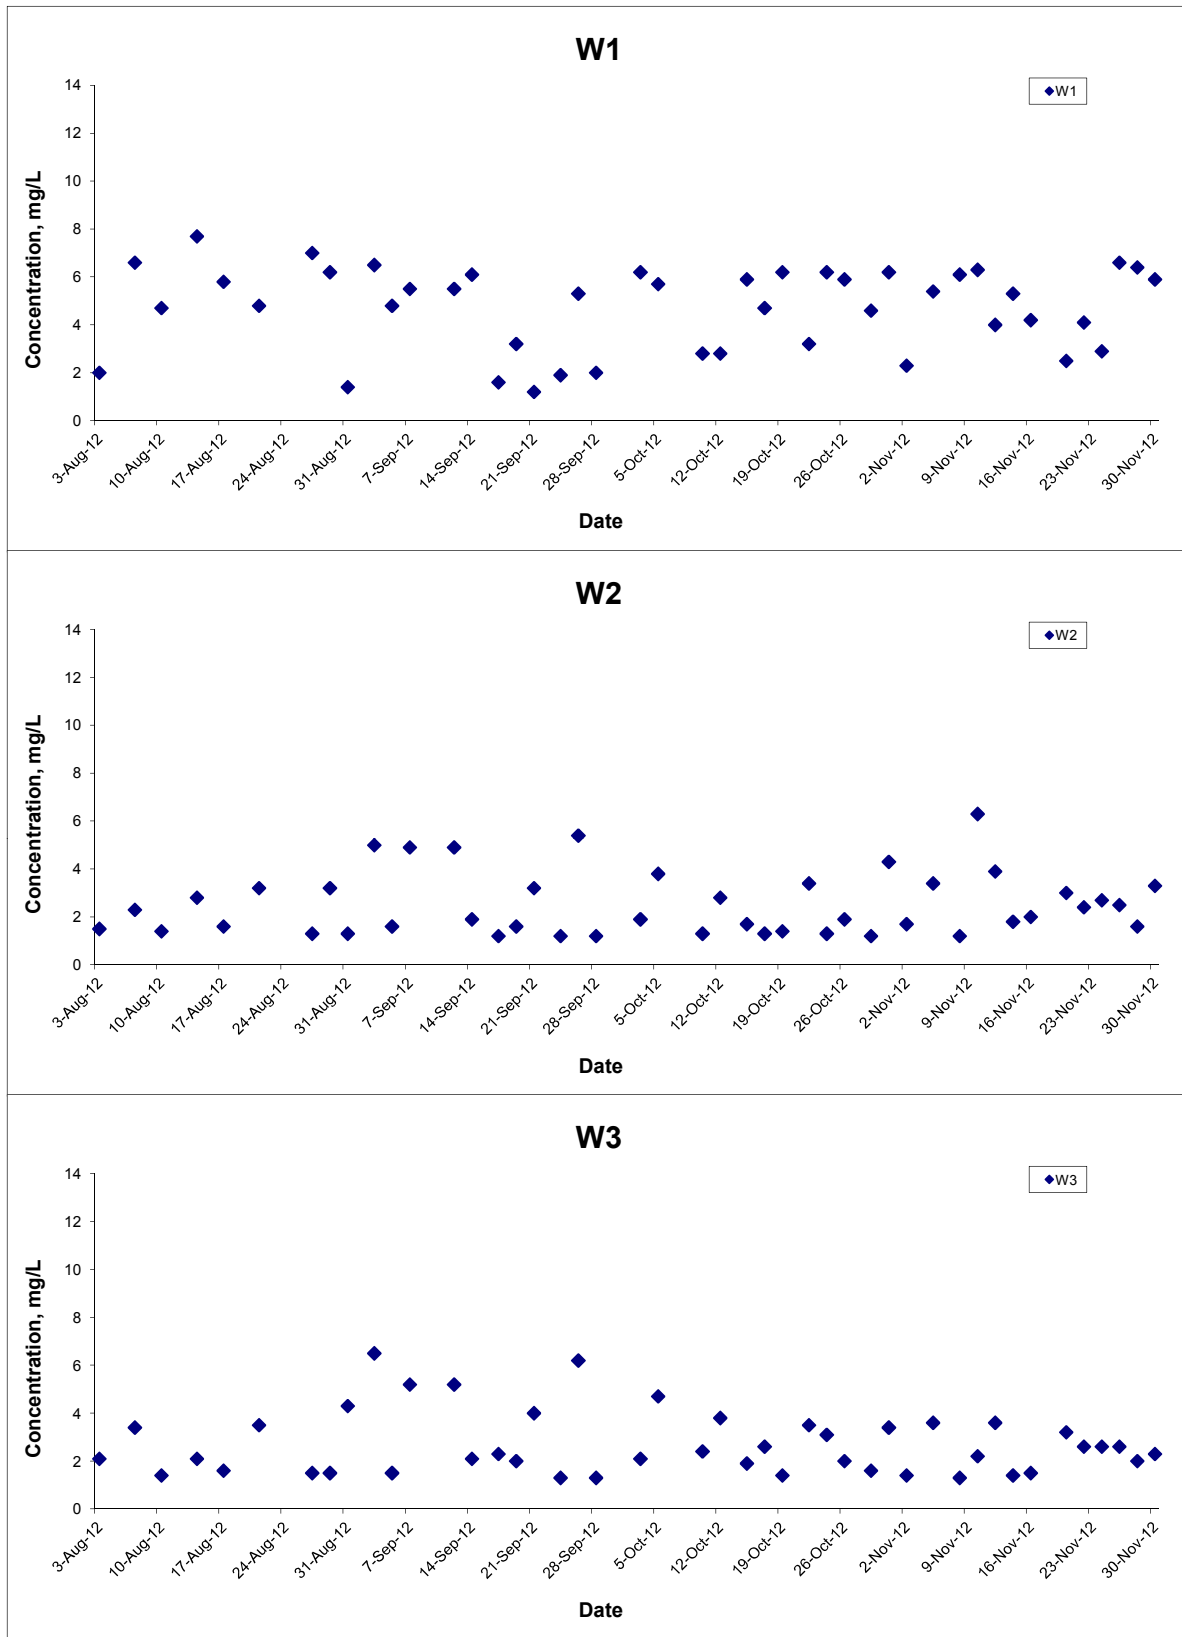 W1
W1
14
12
10
8
6
4
2
0
Concentration, mg/L
3-Aug-12
10-Aug-12
17-Aug-12
24-Aug-12
31-Aug-12
7-Sep-12
14-Sep-12
21-Sep-12
28-Sep-12
5-Oct-12
12-Oct-12
19-Oct-12
26-Oct-12
2-Nov-12
9-Nov-12
16-Nov-12
23-Nov-12
30-Nov-12
Date
W2
W2
14
12
10
8
6
4
2
0
Concentration, mg/L
3-Aug-12
10-Aug-12
17-Aug-12
24-Aug-12
31-Aug-12
7-Sep-12
14-Sep-12
21-Sep-12
28-Sep-12
5-Oct-12
12-Oct-12
19-Oct-12
26-Oct-12
2-Nov-12
9-Nov-12
16-Nov-12
23-Nov-12
30-Nov-12
Date
W3
W3
14
12
10
8
6
4
2
0
Concentration, mg/L
3-Aug-12
10-Aug-12
17-Aug-12
24-Aug-12
31-Aug-12
7-Sep-12
14-Sep-12
21-Sep-12
28-Sep-12
5-Oct-12
12-Oct-12
19-Oct-12
26-Oct-12
2-Nov-12
9-Nov-12
16-Nov-12
23-Nov-12
30-Nov-12
Date